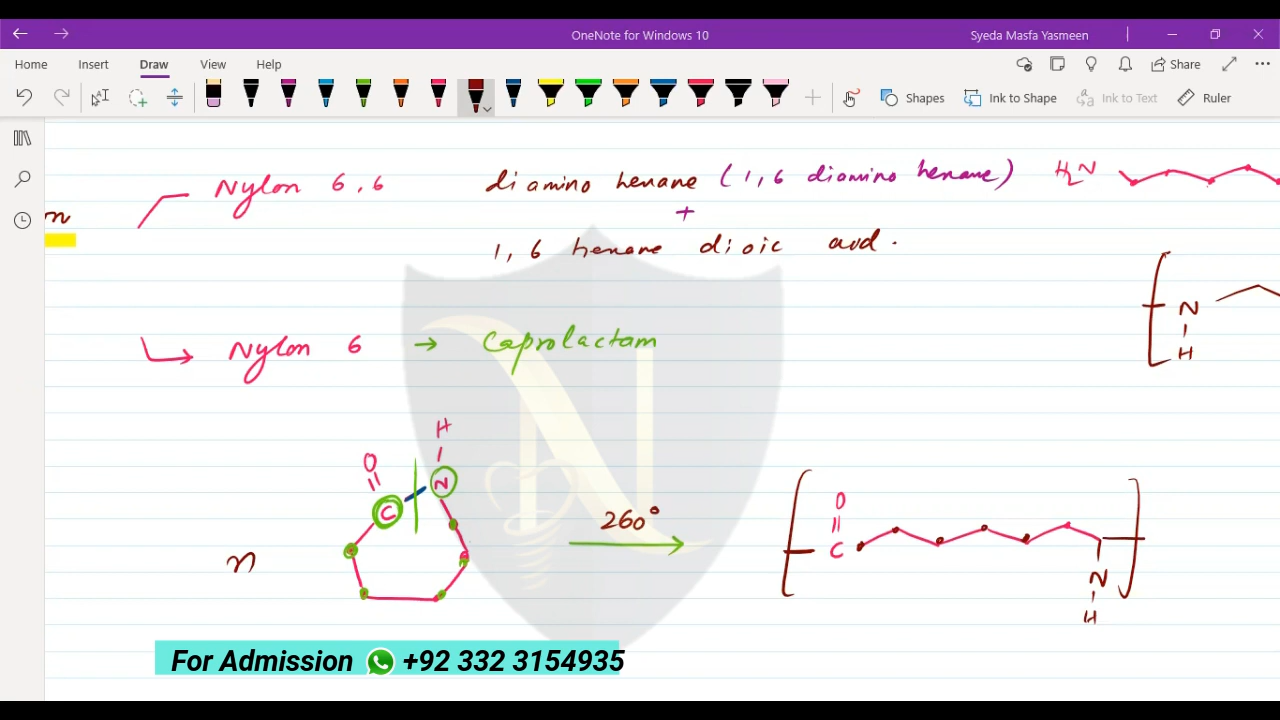 OneNote for Windows 10
Syeda Masfa Yasmeen
Home Insert Draw View Help
Share
Shapes Ink to Shape Ink to Text Ruler
Nylon 6,6 diamino hexane (1,6 diamino hexane) H2N
n
+
1,6 hexane dioic acid.
N
H
Nylon 6 → Caprolactam
H
O
N
C
n
260°
O
C
N
H
For Admission +92 332 3154935